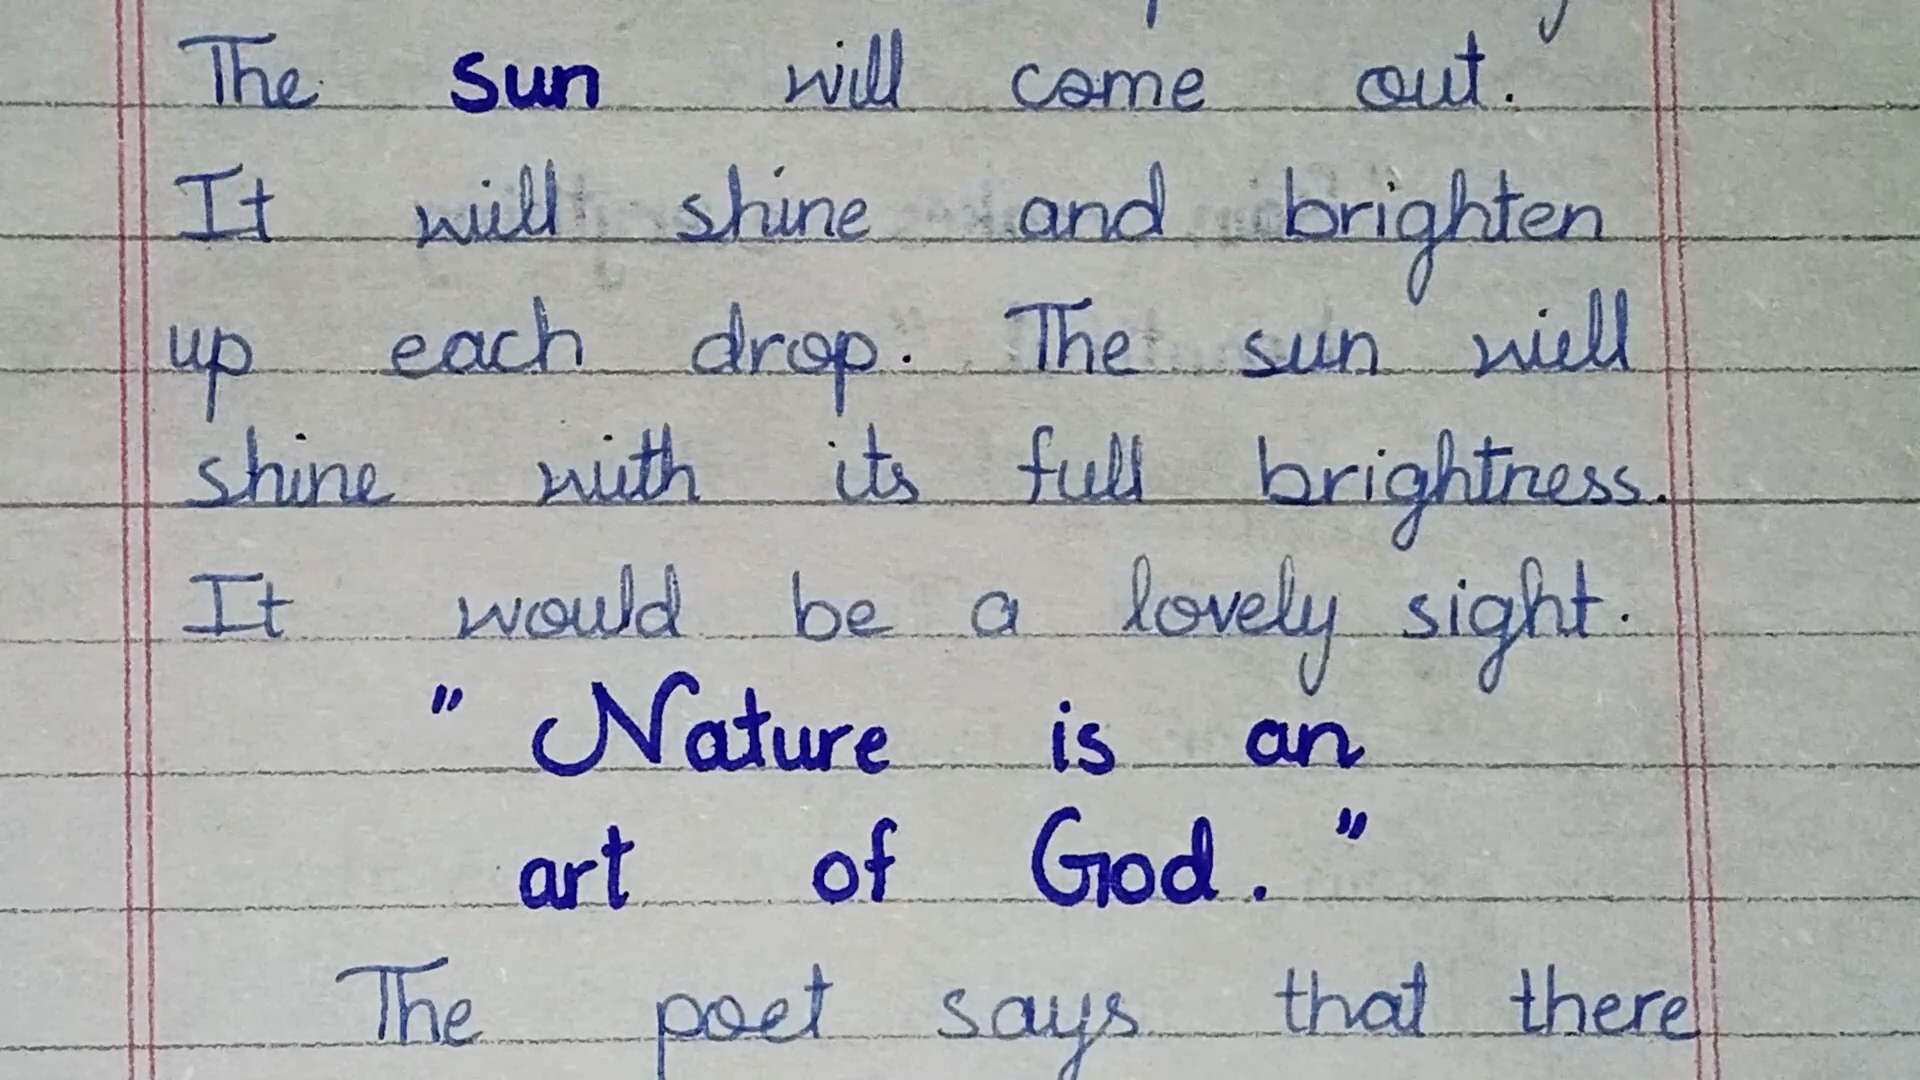 The sun will come out.
It will shine and brighten
up each drop. The sun will
shine with its full brightness.
It would be a lovely sight.
" Nature is an
art of God. "
The poet says that there